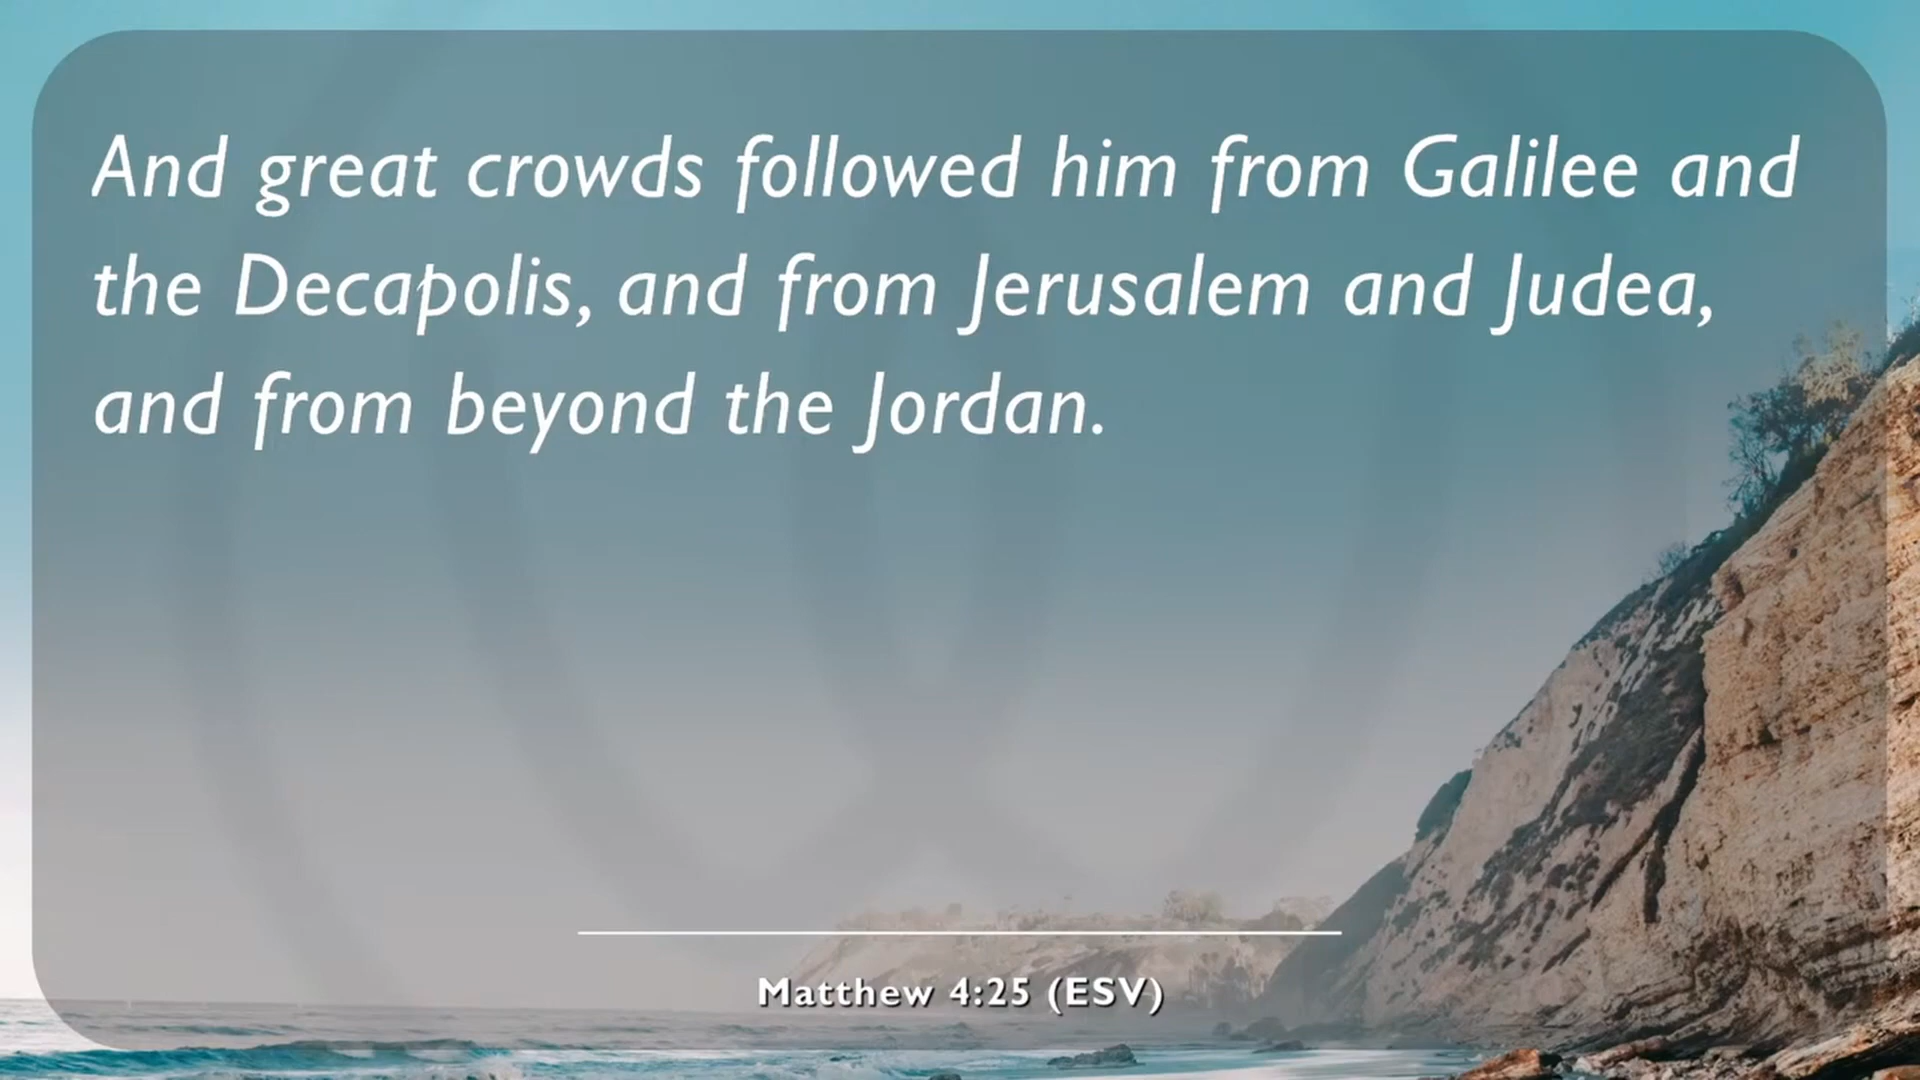 And great crowds followed him from Galilee and
the Decapolis, and from Jerusalem and Judea,
and from beyond the Jordan.
Matthew 4:25 (ESV)